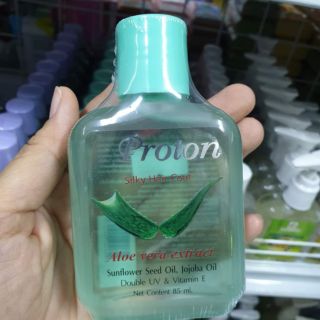 Proton
Silky Hair Coat
Aloe vera extract
Sunflower Seed Oil, Jojoba Oil
Double UV & Vitamin E
Net Content 85 mL